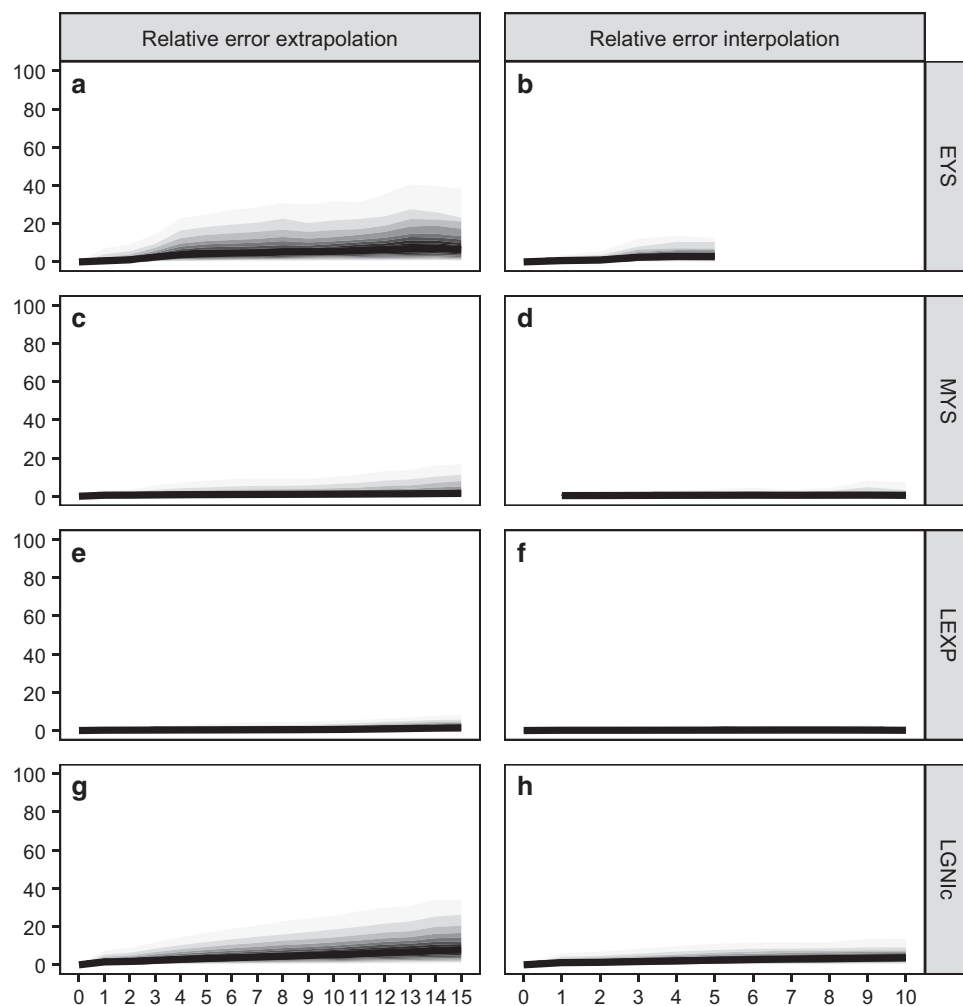 Relative error extrapolation
Relative error interpolation
100
80
60
40
20
0
a
b
EYS
100
80
60
40
20
0
c
d
MYS
100
80
60
40
20
0
e
f
LEXP
100
80
60
40
20
0
g
h
LGNIc
0 1 2 3 4 5 6 7 8 9 10 11 12 13 14 15
0 1 2 3 4 5 6 7 8 9 10